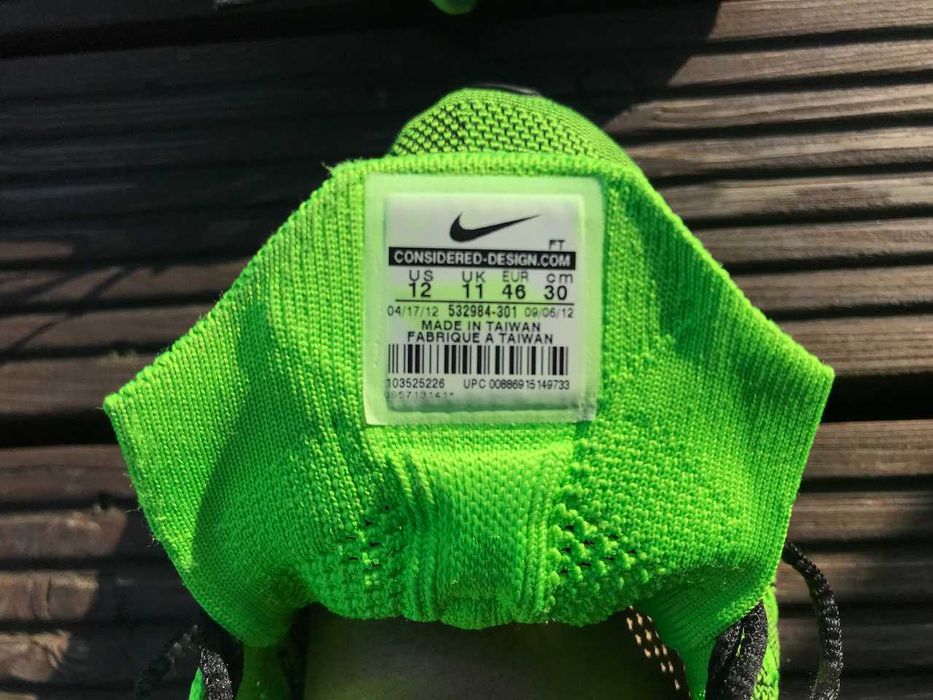 FT
CONSIDERED-DESIGN.COM
US UK EUR cm
12 11 46 30
04/17/12 532984-301 09/06/12
MADE IN TAIWAN
FABRIQUE A TAIWAN
103525226 UPC 00886915149733